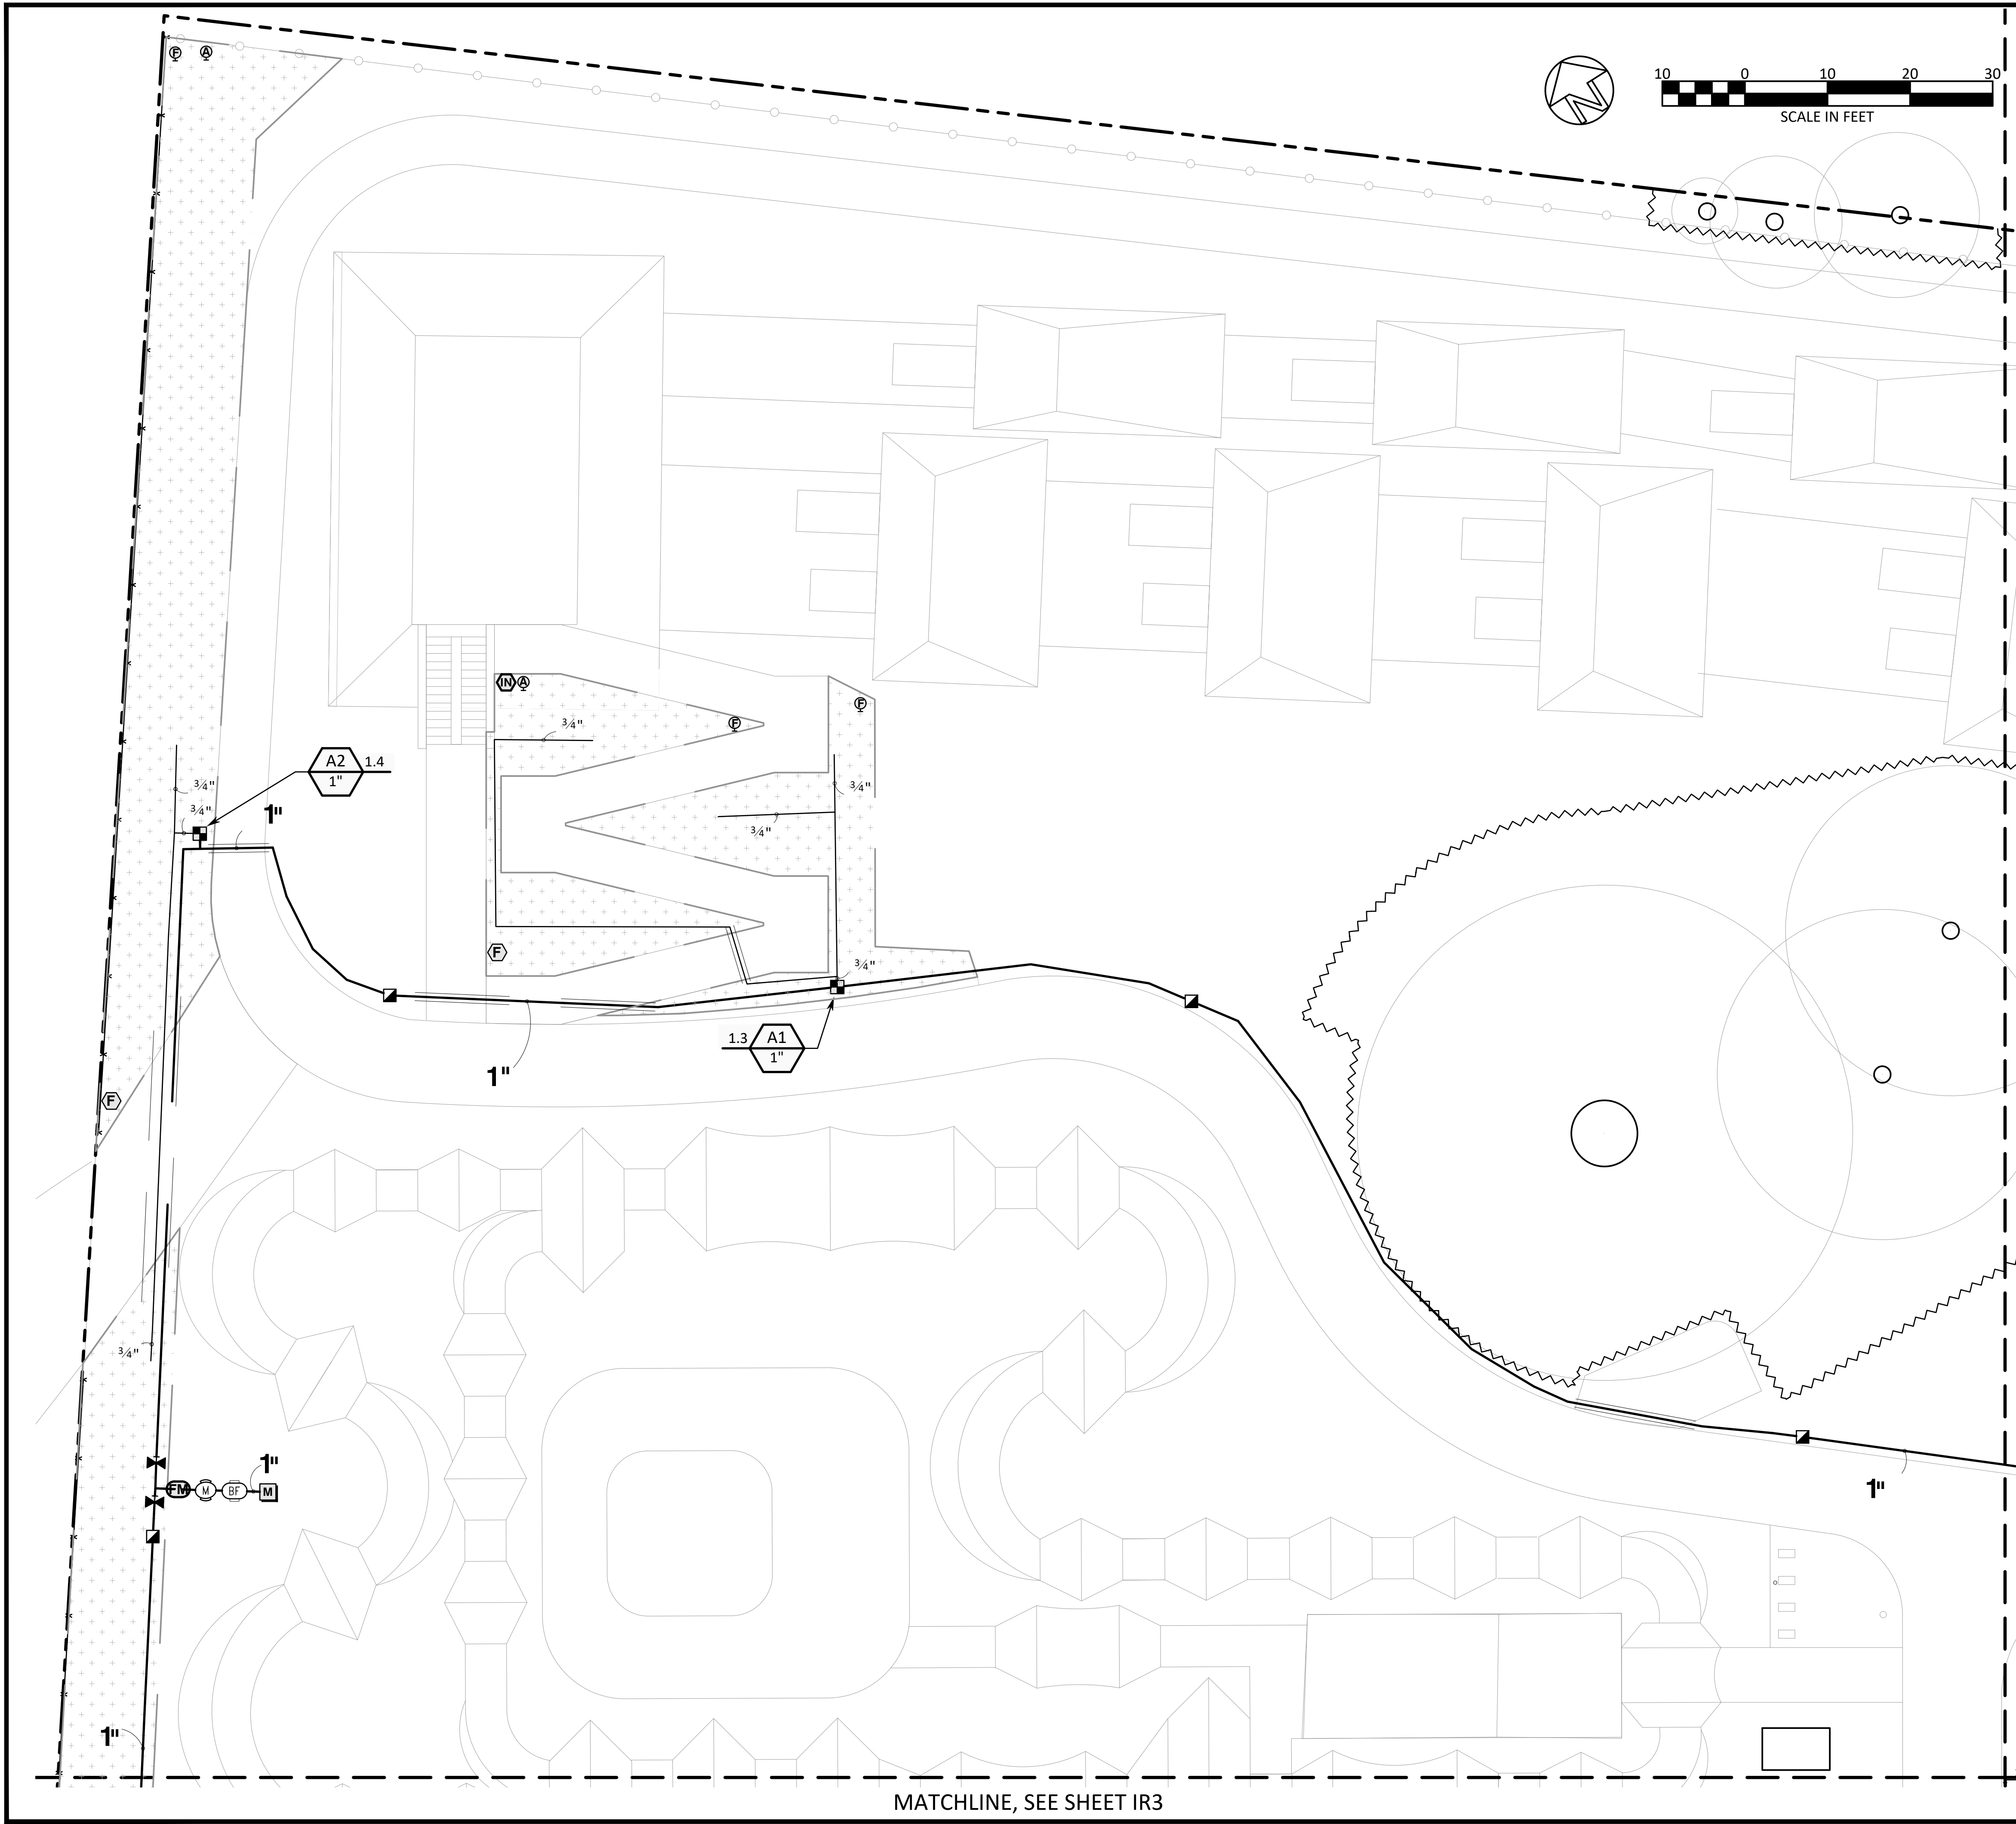 F A
N
10 0 10 20 30
SCALE IN FEET
IN A
F
F
3/4"
A2 1.4
1"
3/4"
3/4"
1"
3/4"
3/4"
F
3/4"
1.3 A1
1"
1"
F
3/4"
1"
FM M BF M
1"
1"
MATCHLINE, SEE SHEET IR3